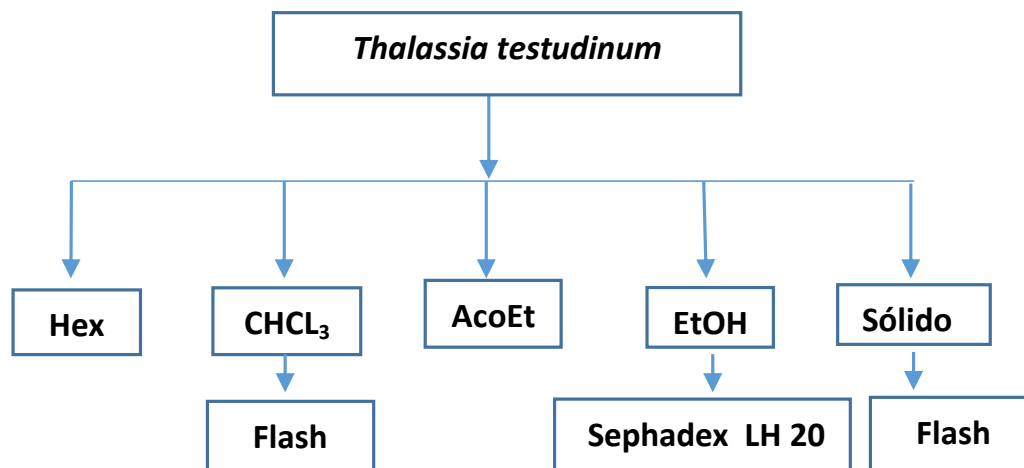 Thalassia testudinum
Hex
CHCL₃
AcoEt
EtOH
Sólido
Flash
Sephadex LH 20
Flash